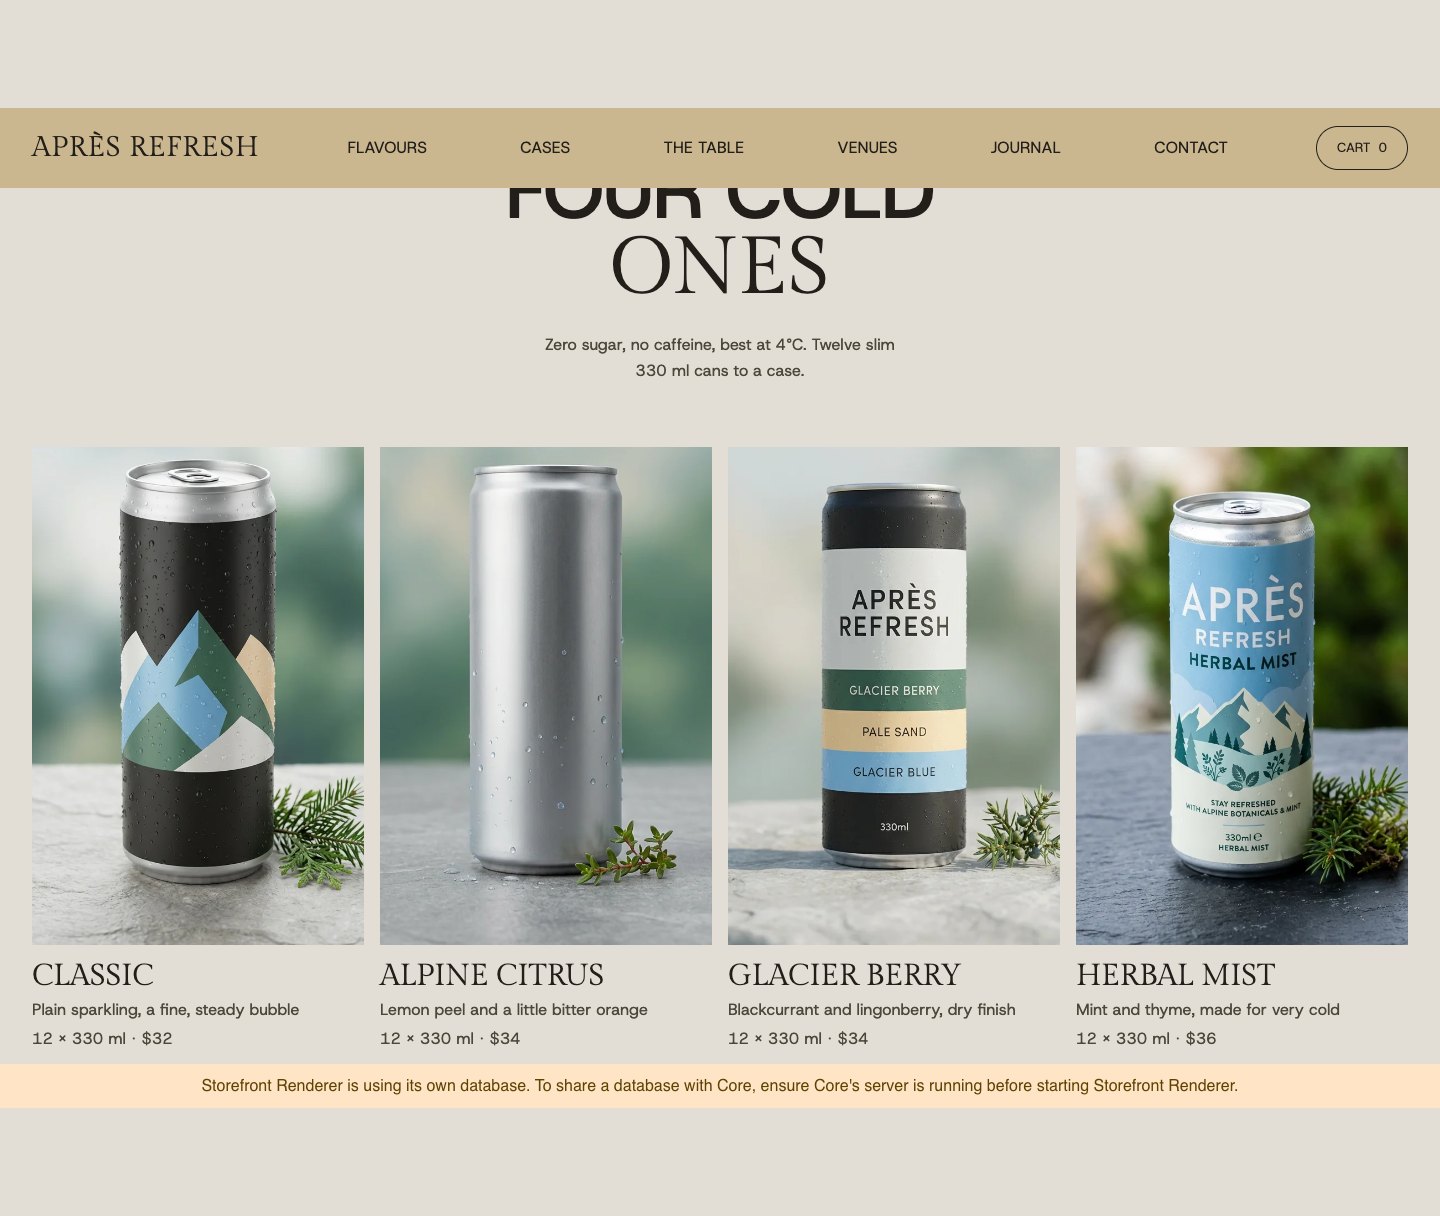 APRÈS REFRESH
FLAVOURS
CASES
THE TABLE
VENUES
JOURNAL
CONTACT
CART 0
FOUR COLD
ONES
Zero sugar, no caffeine, best at 4°C. Twelve slim
330 ml cans to a case.
APRÈS
REFRESH
GLACIER BERRY
PALE SAND
GLACIER BLUE
330ml
APRÈS
REFRESH
HERBAL MIST
STAY REFRESHED
WITH ALPINE BOTANICALS & MINT
330ml ℮
HERBAL MIST
CLASSIC
Plain sparkling, a fine, steady bubble
12 × 330 ml · $32
ALPINE CITRUS
Lemon peel and a little bitter orange
12 × 330 ml · $34
GLACIER BERRY
Blackcurrant and lingonberry, dry finish
12 × 330 ml · $34
HERBAL MIST
Mint and thyme, made for very cold
12 × 330 ml · $36
Storefront Renderer is using its own database. To share a database with Core, ensure Core's server is running before starting Storefront Renderer.